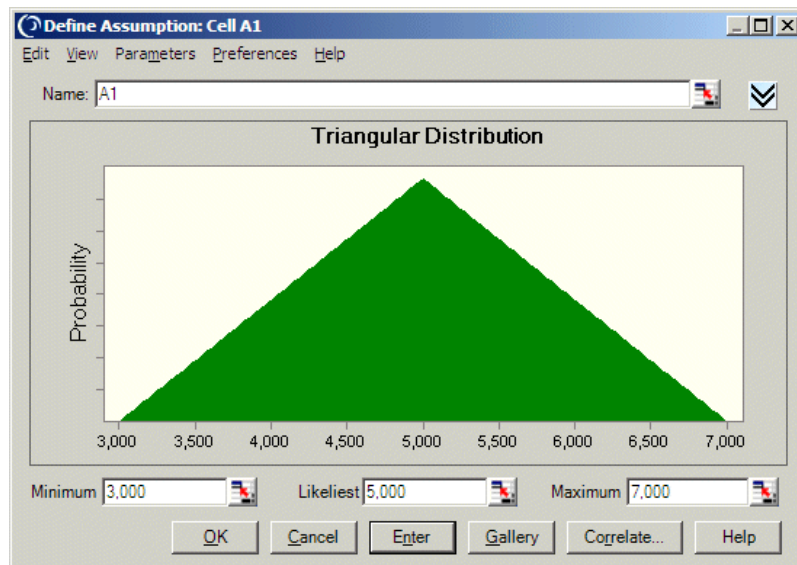 Define Assumption: Cell A1
Edit View Parameters Preferences Help
Name: A1
Triangular Distribution
Probability
3,000 3,500 4,000 4,500 5,000 5,500 6,000 6,500 7,000
Minimum 3,000 Likeliest 5,000 Maximum 7,000
OK Cancel Enter Gallery Correlate... Help